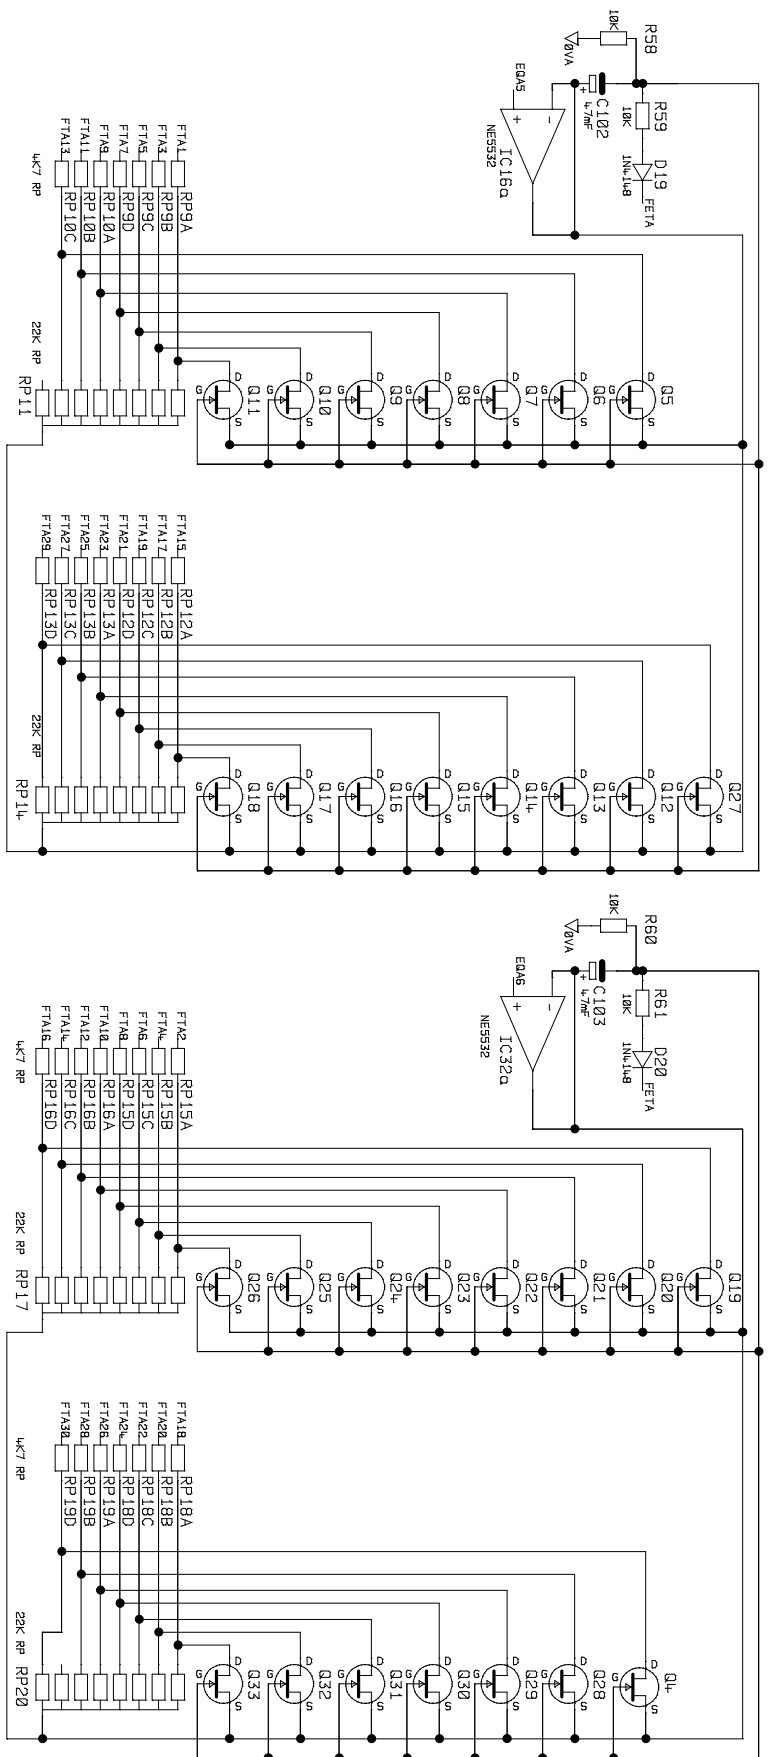 R58
10K
0VA
R59
10K
D19
1N4148
FETA
C102
47mF
+
EQA5
-
+
IC16a
NE5532
FTA1
FTA3
FTA5
FTA7
FTA9
FTA11
FTA13
4K7 RP
RP9A
RP9B
RP9C
RP9D
RP10A
RP10B
RP10C
22K RP
RP11
D G S Q5
D G S Q6
D G S Q7
D G S Q8
D G S Q9
D G S Q10
D G S Q11
FTA15
FTA17
FTA19
FTA21
FTA23
FTA25
FTA27
FTA29
RP12A
RP12B
RP12C
RP12D
RP13A
RP13B
RP13C
RP13D
22K RP
RP14
D G S Q27
D G S Q12
D G S Q13
D G S Q14
D G S Q15
D G S Q16
D G S Q17
D G S Q18
R60
10K
0VA
R61
10K
D20
1N4148
FETA
C103
47mF
+
EQA6
-
+
IC32a
NE5532
FTA2
FTA4
FTA6
FTA8
FTA10
FTA12
FTA14
FTA16
4K7 RP
RP15A
RP15B
RP15C
RP15D
RP16A
RP16B
RP16C
RP16D
22K RP
RP17
D G S Q19
D G S Q20
D G S Q21
D G S Q22
D G S Q23
D G S Q24
D G S Q25
D G S Q26
FTA18
FTA20
FTA22
FTA24
FTA26
FTA28
FTA30
4K7 RP
RP18A
RP18B
RP18C
RP18D
RP19A
RP19B
RP19D
22K RP
RP20
D G S Q4
D G S Q28
D G S Q29
D G S Q30
D G S Q31
D G S Q32
D G S Q33